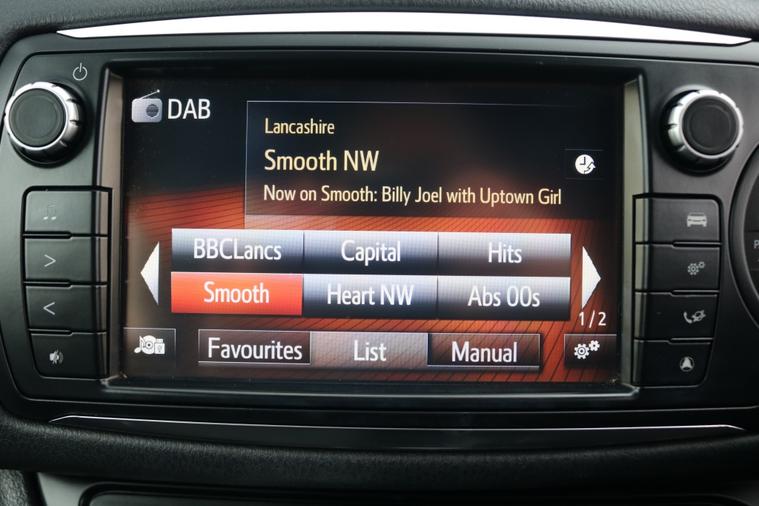 DAB
Lancashire
Smooth NW
Now on Smooth: Billy Joel with Uptown Girl
BBCLancs Capital Hits
Smooth Heart NW Abs 00s
1/2
Favourites List Manual